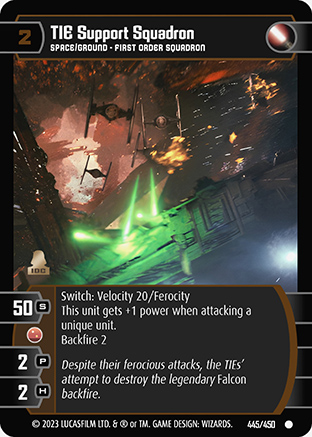 2 TIE Support Squadron
SPACE/GROUND - FIRST ORDER SQUADRON
IDC
50 S
Switch: Velocity 20/Ferocity
This unit gets +1 power when attacking a
unique unit.
Backfire 2
2 P
2 H
Despite their ferocious attacks, the TIEs'
attempt to destroy the legendary Falcon
backfire.
© 2023 LUCASFILM LTD. & ® or TM. GAME DESIGN: WIZARDS. 445/450